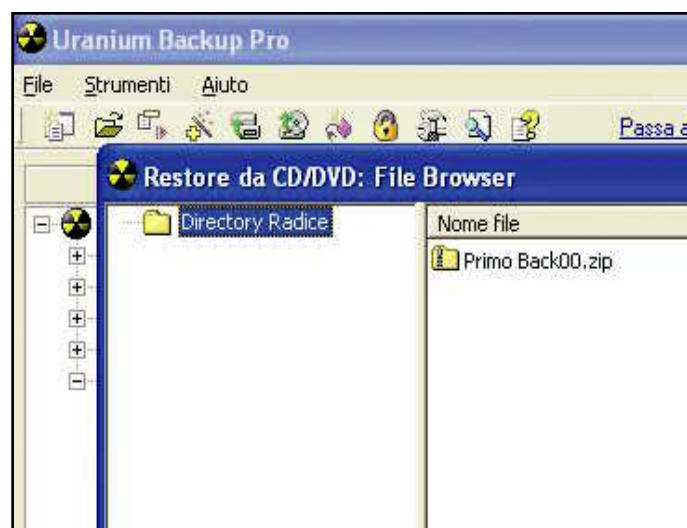 Uranium Backup Pro
File Strumenti Aiuto
Passa a
Restore da CD/DVD: File Browser
Directory Radice
Nome file
Primo Back00.zip